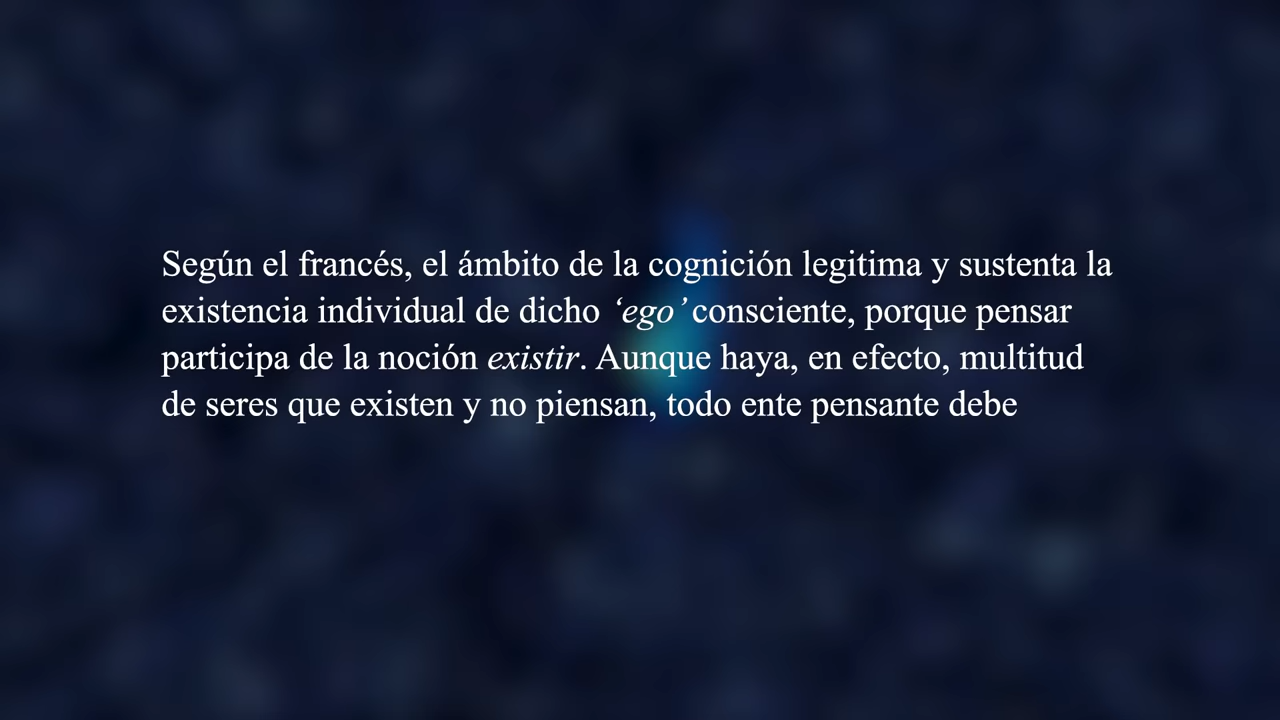 Según el francés, el ámbito de la cognición legitima y sustenta la
existencia individual de dicho ‘ego’ consciente, porque pensar
participa de la noción existir. Aunque haya, en efecto, multitud
de seres que existen y no piensan, todo ente pensante debe